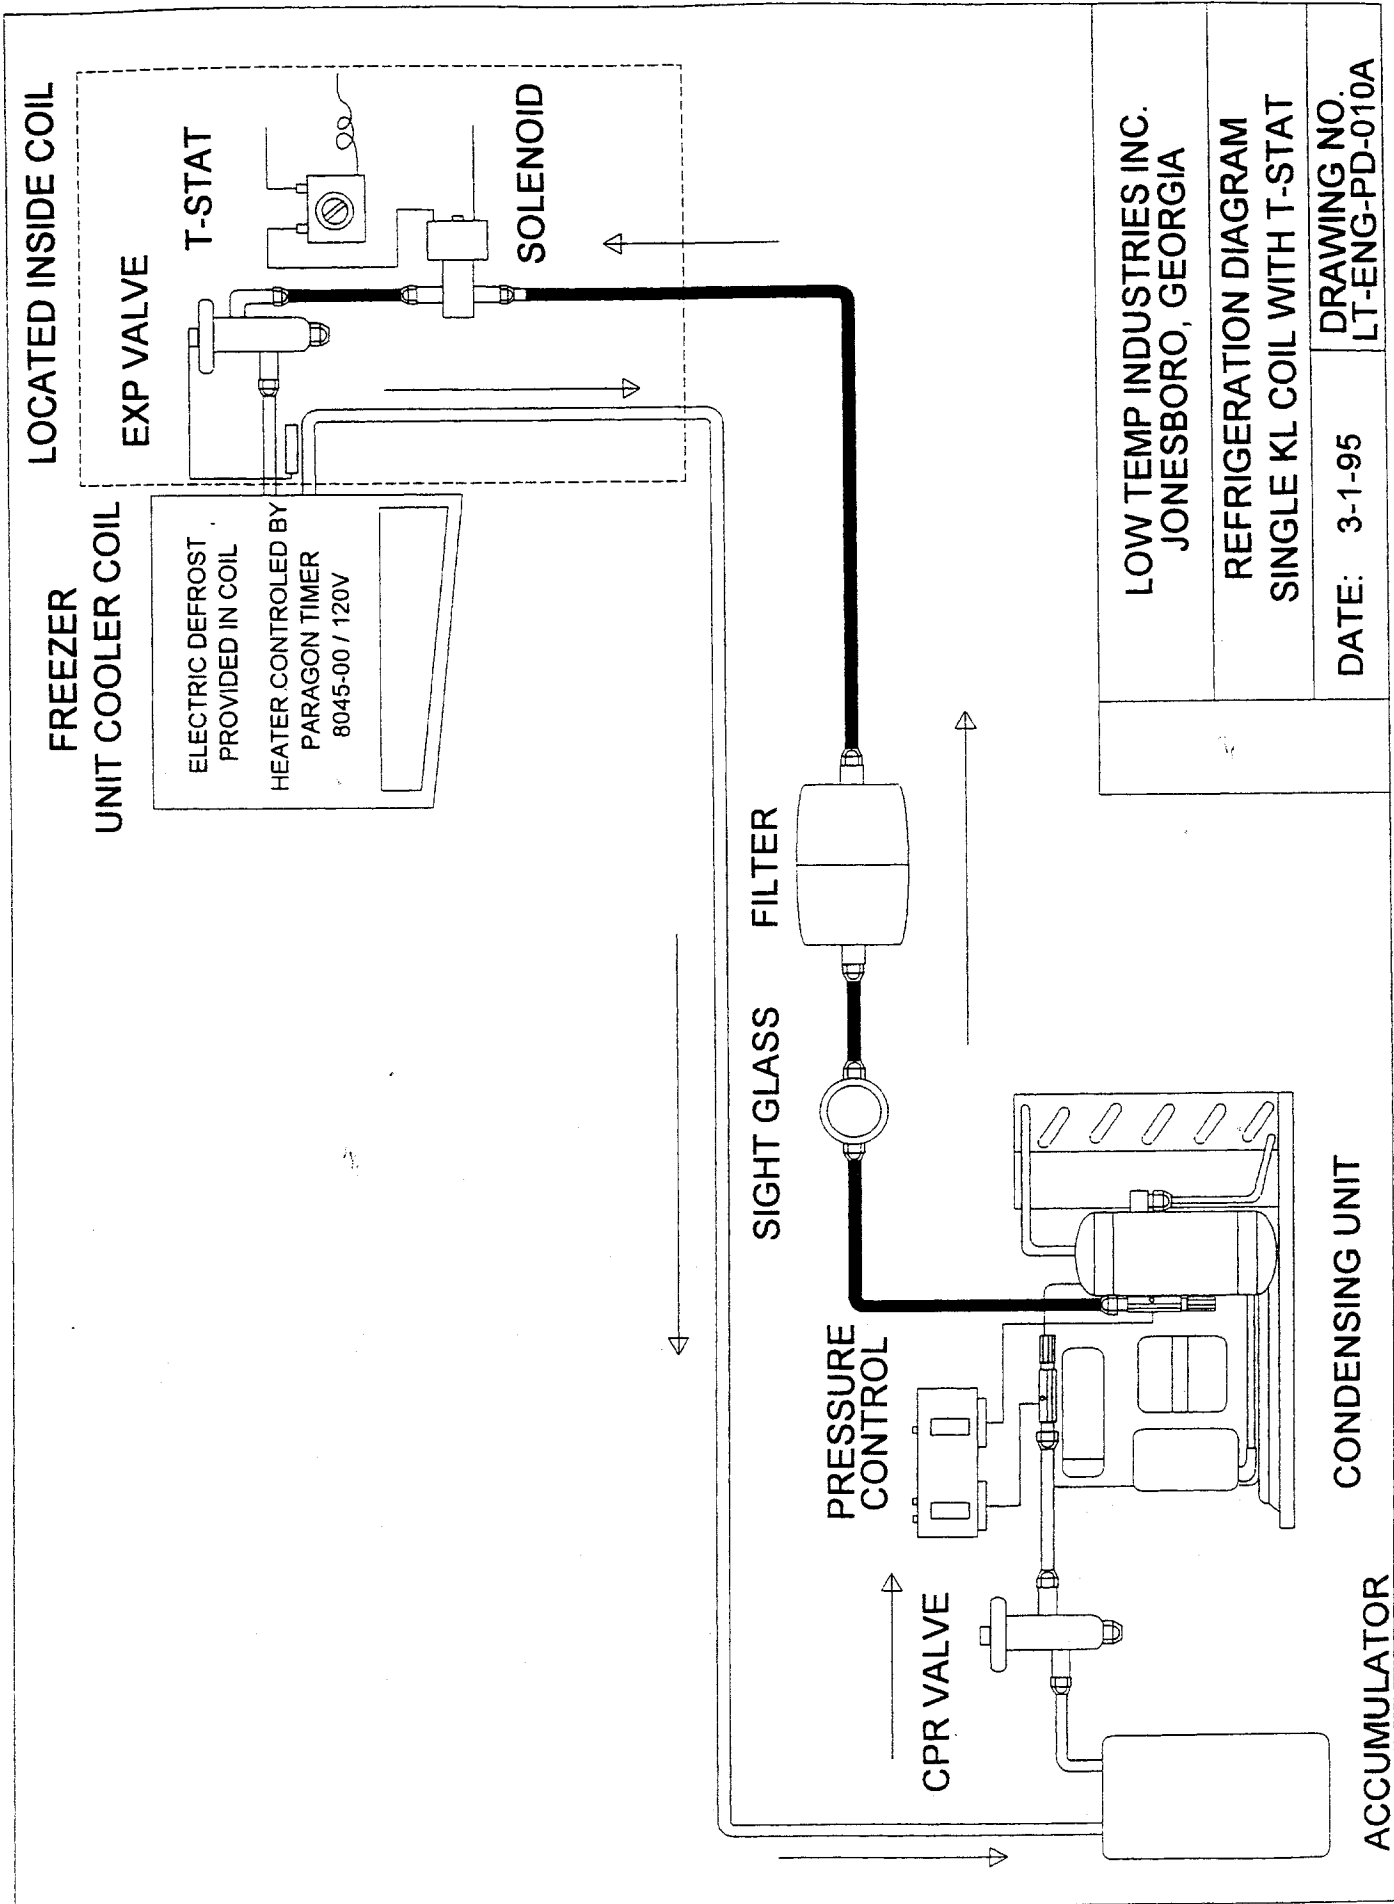 LOCATED INSIDE COIL
FREEZER
UNIT COOLER COIL
EXP VALVE
T-STAT
SOLENOID
ELECTRIC DEFROST
PROVIDED IN COIL
HEATER CONTROLED BY
PARAGON TIMER
8045-00 / 120V
SIGHT GLASS
FILTER
PRESSURE
CONTROL
CPR VALVE
ACCUMULATOR
CONDENSING UNIT
LOW TEMP INDUSTRIES INC.
JONESBORO, GEORGIA
REFRIGERATION DIAGRAM
SINGLE KL COIL WITH T-STAT
DATE: 3-1-95
DRAWING NO.
LT-ENG-PD-010A